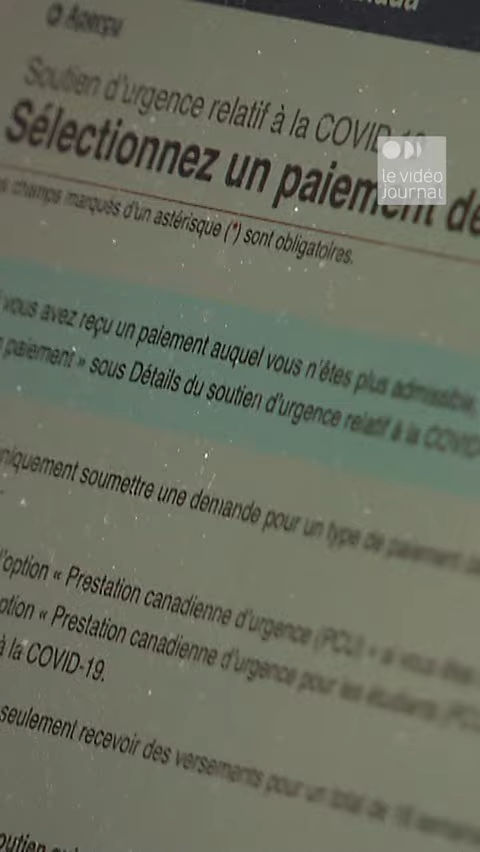 Aperçu
Soutien d'urgence relatif à la COVID-19
ON
le vidéo
journal
Sélectionnez un paiement de
champs marqués d'un astérisque (*) sont obligatoires.
vous avez reçu un paiement auquel vous n'êtes plus admissible,
paiement » sous Détails du soutien d'urgence relatif à la COVID
uniquement soumettre une demande pour un type de paiement
l'option « Prestation canadienne d'urgence (PCU) » si vous êtes
option « Prestation canadienne d'urgence pour les étudiants (PC
à la COVID-19.
seulement recevoir des versements pour un total de 16 semaines